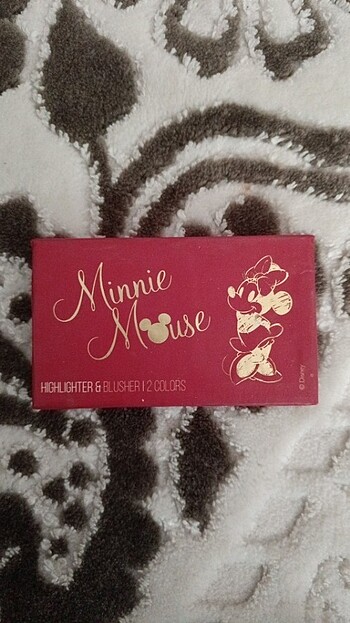 Minnie
Mouse
HIGHLIGHTER & BLUSHER | 2 COLORS
© Disney